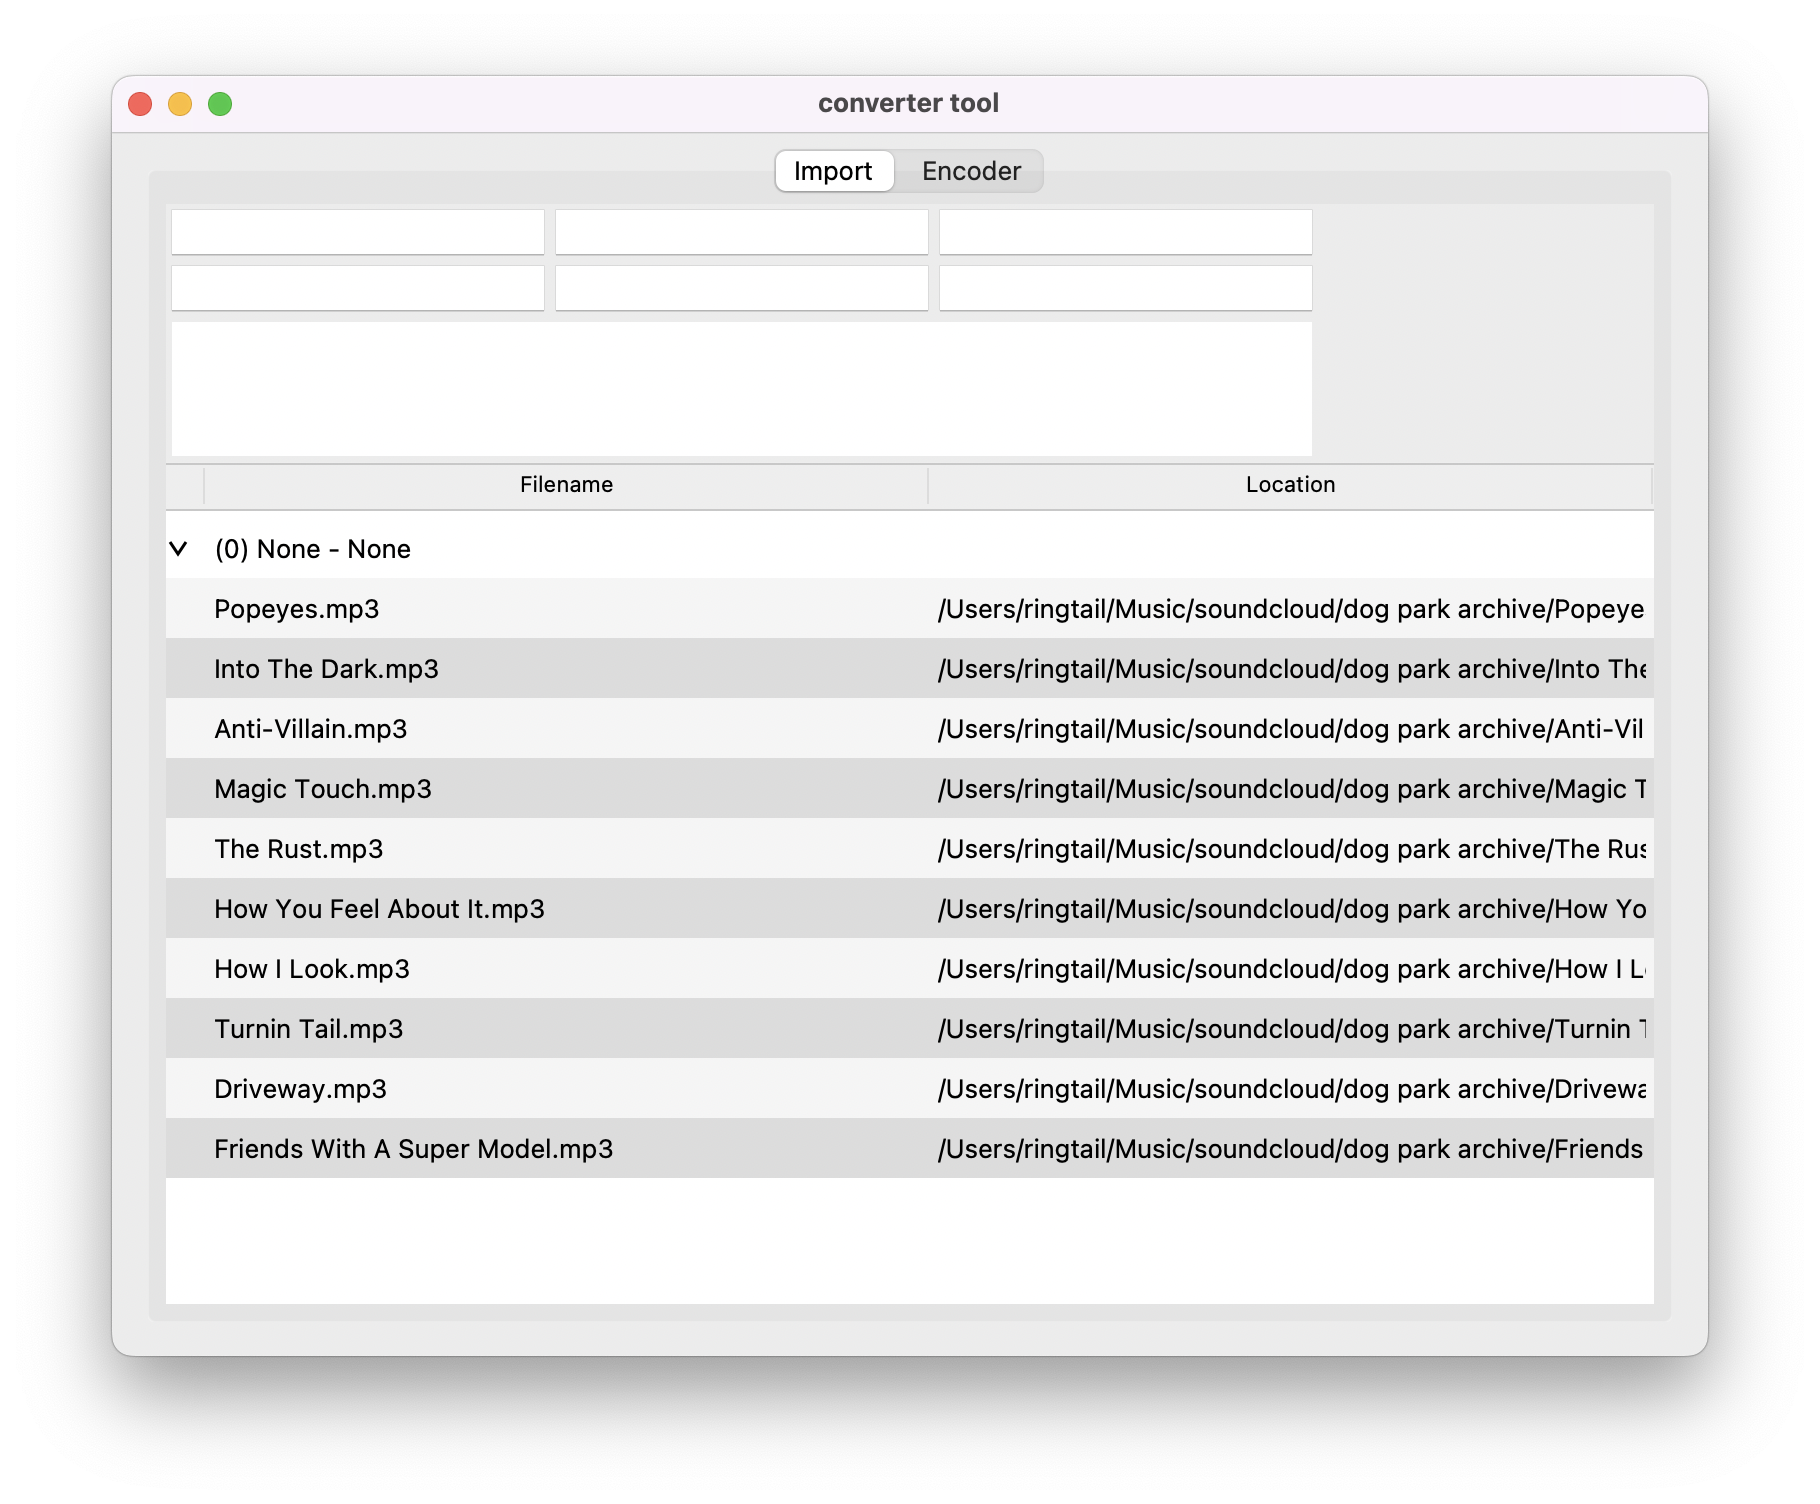 converter tool
Import Encoder
Filename Location
(0) None - None
Popeyes.mp3 /Users/ringtail/Music/soundcloud/dog park archive/Popeye
Into The Dark.mp3 /Users/ringtail/Music/soundcloud/dog park archive/Into The
Anti-Villain.mp3 /Users/ringtail/Music/soundcloud/dog park archive/Anti-Vil
Magic Touch.mp3 /Users/ringtail/Music/soundcloud/dog park archive/Magic T
The Rust.mp3 /Users/ringtail/Music/soundcloud/dog park archive/The Rus
How You Feel About It.mp3 /Users/ringtail/Music/soundcloud/dog park archive/How Yo
How I Look.mp3 /Users/ringtail/Music/soundcloud/dog park archive/How I L
Turnin Tail.mp3 /Users/ringtail/Music/soundcloud/dog park archive/Turnin T
Driveway.mp3 /Users/ringtail/Music/soundcloud/dog park archive/Drivewa
Friends With A Super Model.mp3 /Users/ringtail/Music/soundcloud/dog park archive/Friends